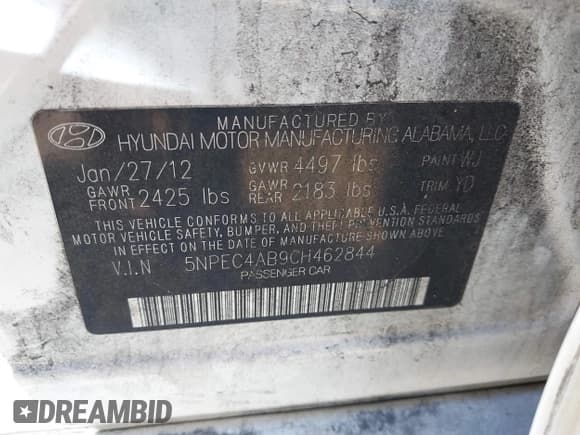 MANUFACTURED BY
HYUNDAI MOTOR MANUFACTURING ALABAMA, LLC
Jan/27/12 GVWR 4497 lbs PAINT WJ
GAWR FRONT 2425 lbs GAWR REAR 2183 lbs TRIM YD
THIS VEHICLE CONFORMS TO ALL APPLICABLE U.S.A. FEDERAL
MOTOR VEHICLE SAFETY, BUMPER, AND THEFT PREVENTION STANDARDS
IN EFFECT ON THE DATE OF MANUFACTURE SHOWN ABOVE.
V.I.N 5NPEC4AB9CH462844
PASSENGER CAR
DREAMBID